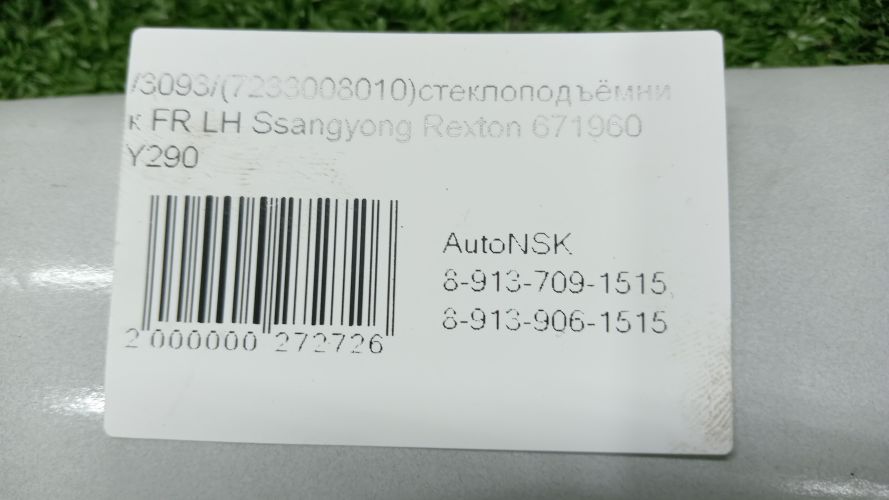 /3093/(7233008010)стеклоподъёмни
к FR LH Ssangyong Rexton 671960
Y290
AutoNSK
8-913-709-1515,
8-913-906-1515
2 000000 272726